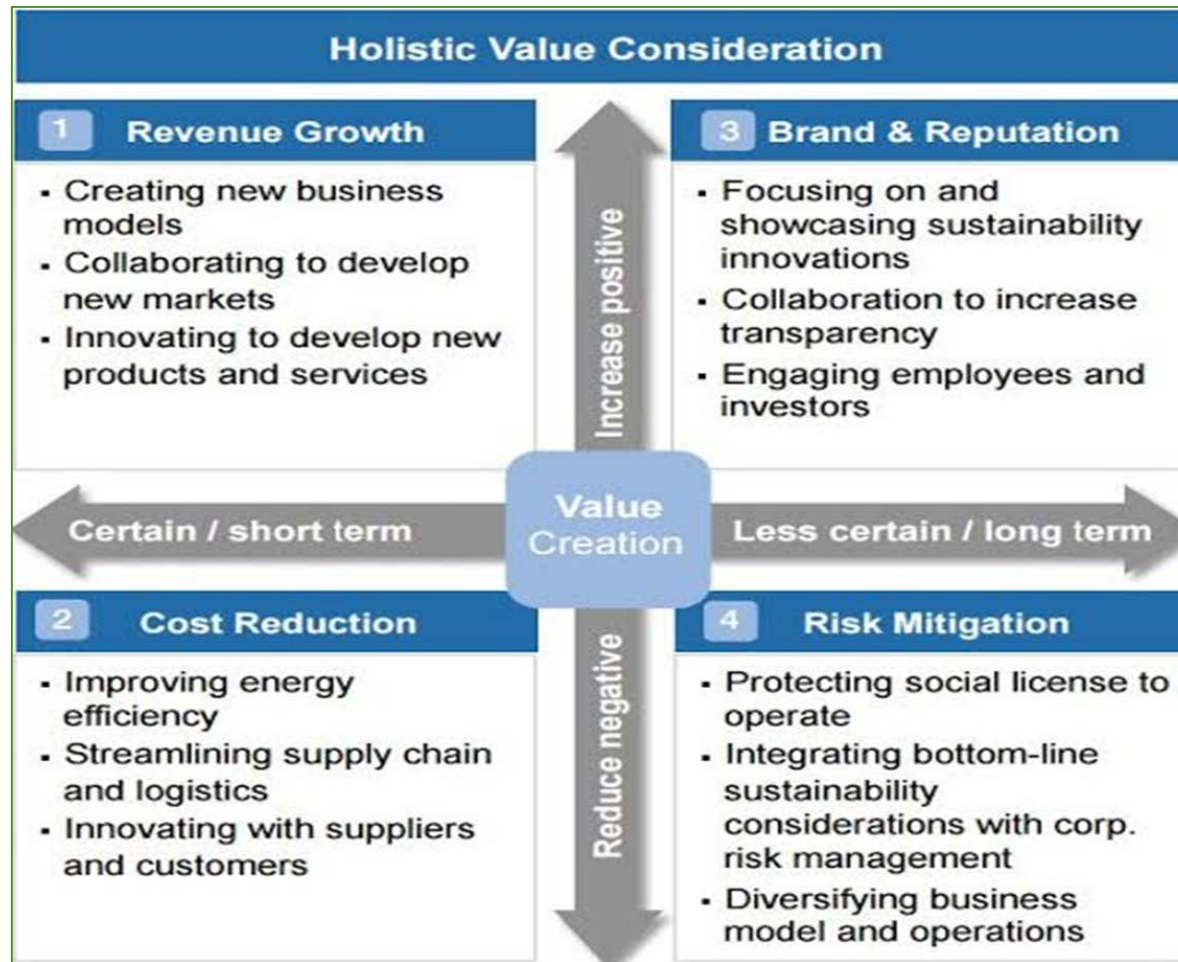 Holistic Value Consideration
1 Revenue Growth
▪ Creating new business
models
▪ Collaborating to develop
new markets
▪ Innovating to develop new
products and services
Increase positive
3 Brand & Reputation
▪ Focusing on and
showcasing sustainability
innovations
▪ Collaboration to increase
transparency
▪ Engaging employees and
investors
Certain / short term
Value
Creation
Less certain / long term
2 Cost Reduction
▪ Improving energy
efficiency
▪ Streamlining supply chain
and logistics
▪ Innovating with suppliers
and customers
Reduce negative
4 Risk Mitigation
▪ Protecting social license to
operate
▪ Integrating bottom-line
sustainability
considerations with corp.
risk management
▪ Diversifying business
model and operations